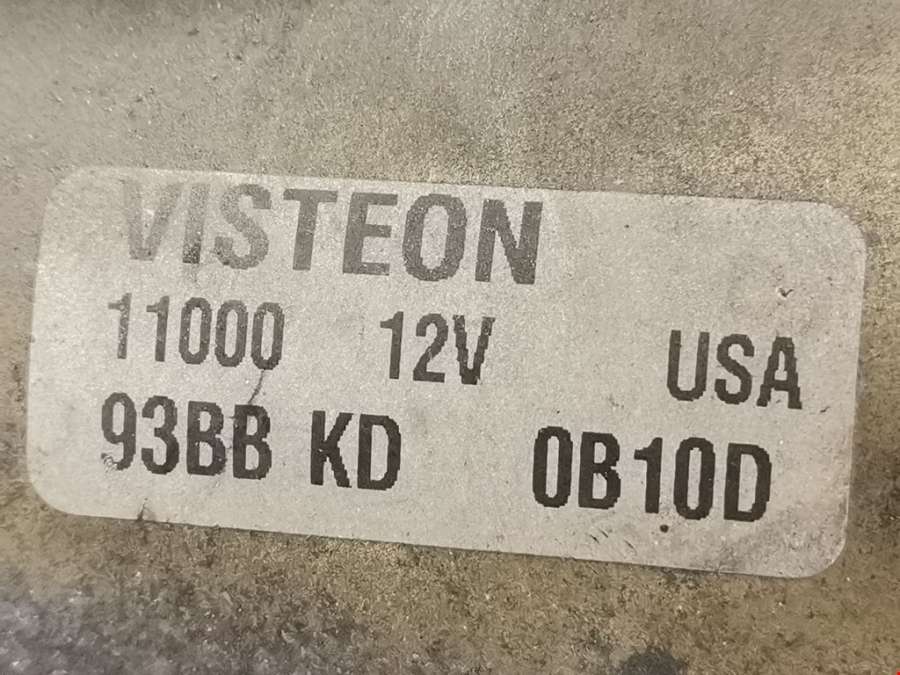 VISTEON
11000 12V USA
93BB KD 0B10D